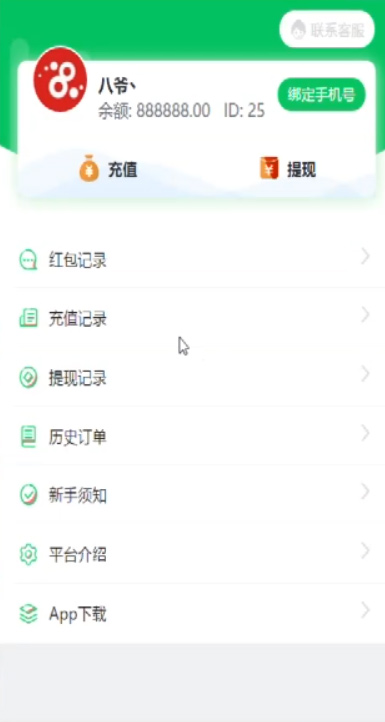 联系客服
八爷丶
余额: 888888.00 ID: 25
绑定手机号
充值
提现
红包记录
充值记录
提现记录
历史订单
新手须知
平台介绍
App下载